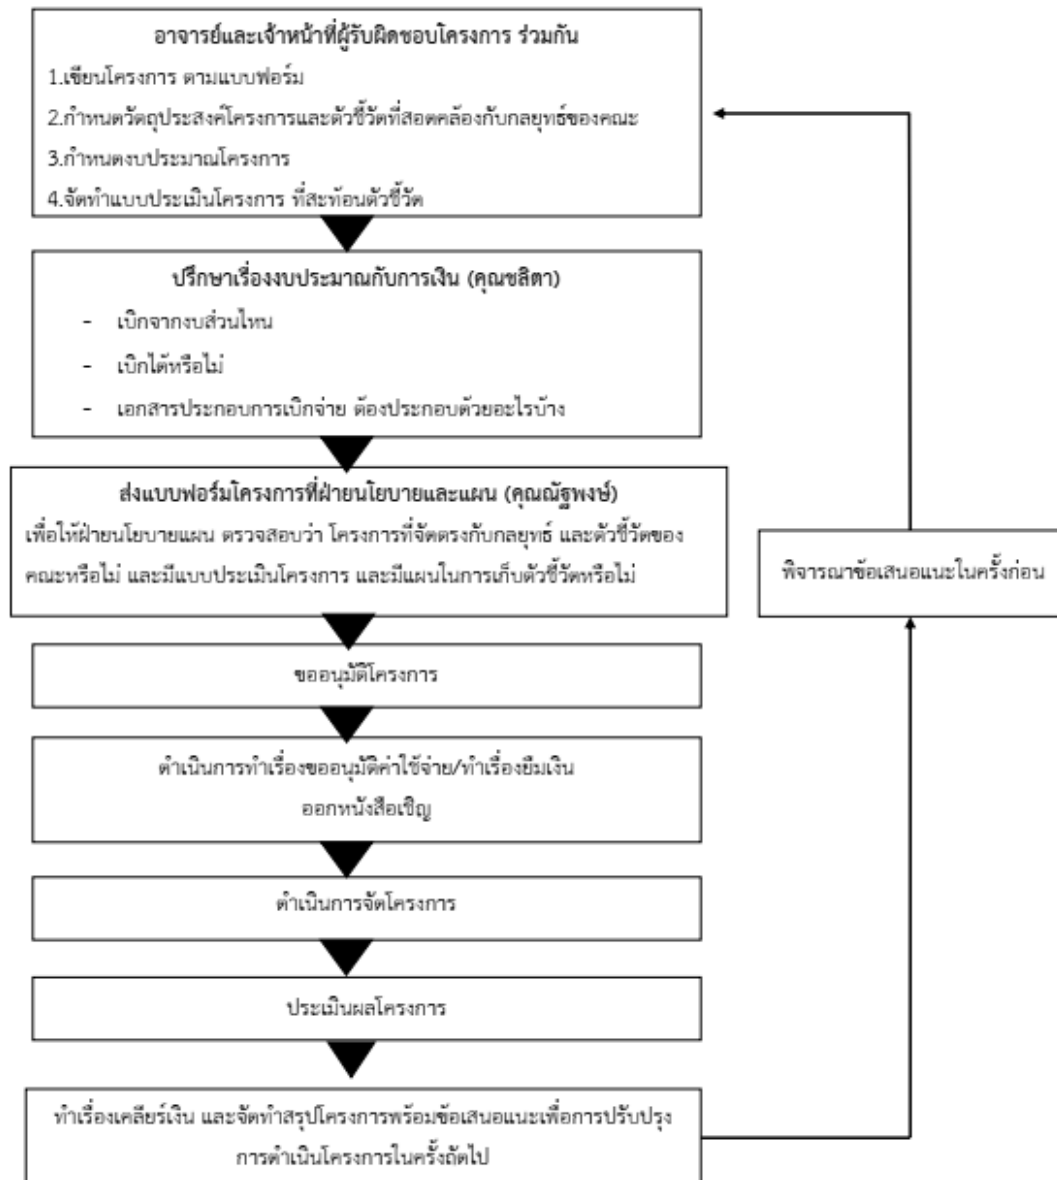 อาจารย์และเจ้าหน้าที่ผู้รับผิดชอบโครงการ ร่วมกัน
1.เขียนโครงการ ตามแบบฟอร์ม
2.กำหนดวัตถุประสงค์โครงการและตัวชี้วัดที่สอดคล้องกับกลยุทธ์ของคณะ
3.กำหนดงบประมาณโครงการ
4.จัดทำแบบประเมินโครงการ ที่สะท้อนตัวชี้วัด
ปรึกษาเรื่องงบประมาณกับการเงิน (คุณชลิตา)
- เบิกจากงบส่วนไหน
- เบิกได้หรือไม่
- เอกสารประกอบการเบิกจ่าย ต้องประกอบด้วยอะไรบ้าง
ส่งแบบฟอร์มโครงการที่ฝ่ายนโยบายและแผน (คุณณัฐพงษ์)
เพื่อให้ฝ่ายนโยบายแผน ตรวจสอบว่า โครงการที่จัดตรงกับกลยุทธ์ และตัวชี้วัดของ
คณะหรือไม่ และมีแบบประเมินโครงการ และมีแผนในการเก็บตัวชี้วัดหรือไม่
พิจารณาข้อเสนอแนะในครั้งก่อน
ขออนุมัติโครงการ
ดำเนินการทำเรื่องขออนุมัติค่าใช้จ่าย/ทำเรื่องยืมเงิน
ออกหนังสือเชิญ
ดำเนินการจัดโครงการ
ประเมินผลโครงการ
ทำเรื่องเคลียร์เงิน และจัดทำสรุปโครงการพร้อมข้อเสนอแนะเพื่อการปรับปรุง
การดำเนินโครงการในครั้งถัดไป